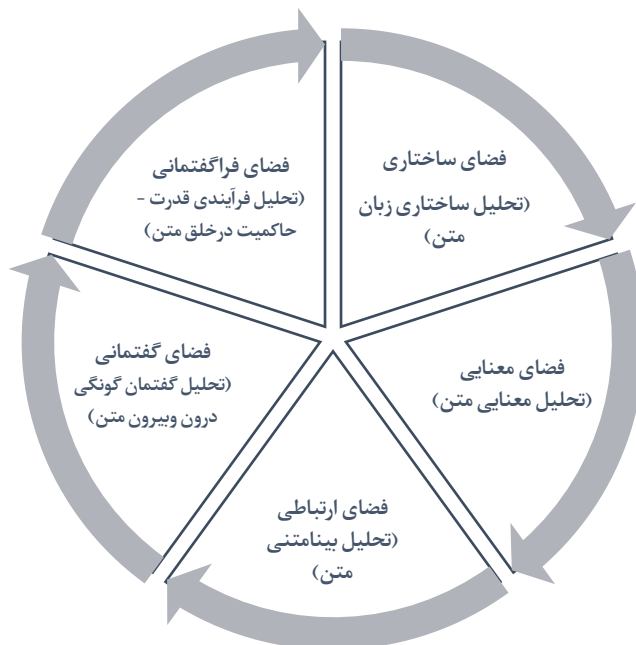 فضای ساختاری
(تحلیل ساختاری زبان
متن)
فضای معنایی
(تحلیل معنایی متن)
فضای ارتباطی
(تحلیل بینامتنی
متن)
فضای گفتمانی
(تحلیل گفتمان گونگی
درون وبیرون متن)
فضای فراگفتمانی
(تحلیل فرآیندی قدرت -
حاکمیت درخلق متن)